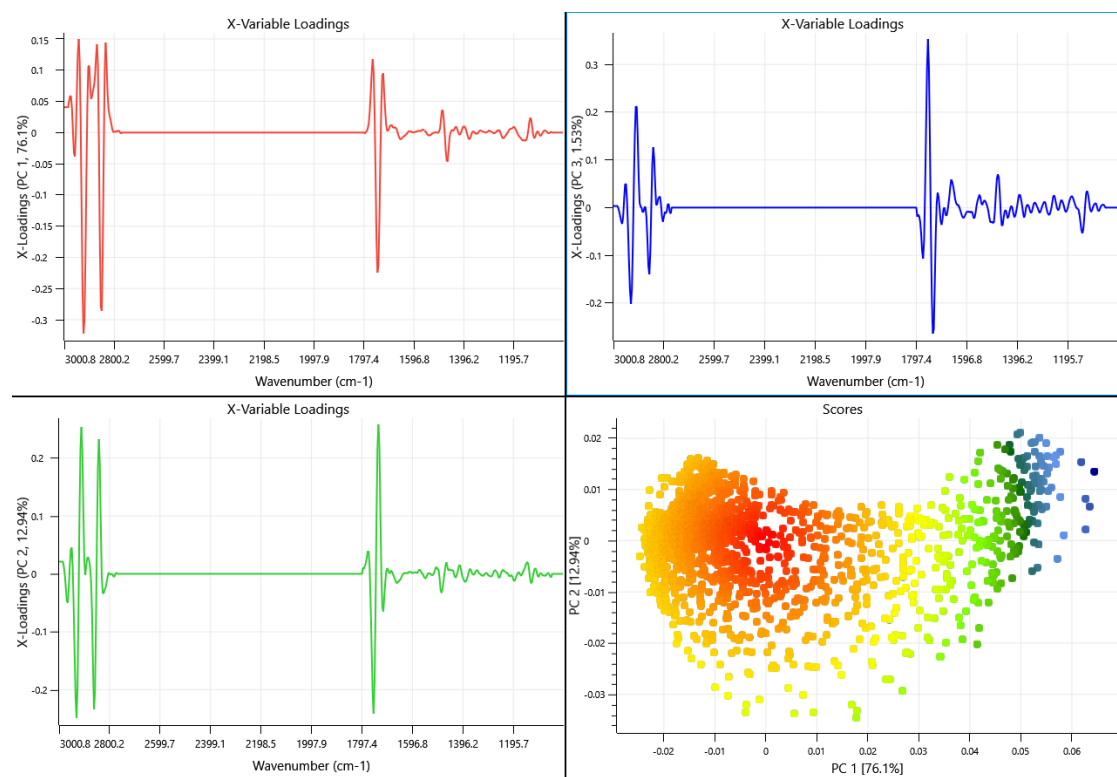 X-Variable Loadings
0.15
0.1
0.05
0
-0.05
-0.1
-0.15
-0.2
-0.25
-0.3
X-Loadings (PC 1, 76.1%)
3000.8 2800.2 2599.7 2399.1 2198.5 1997.9 1797.4 1596.8 1396.2 1195.7
Wavenumber (cm-1)
X-Variable Loadings
0.3
0.2
0.1
0
-0.1
-0.2
X-Loadings (PC 3, 1.53%)
3000.8 2800.2 2599.7 2399.1 2198.5 1997.9 1797.4 1596.8 1396.2 1195.7
Wavenumber (cm-1)
X-Variable Loadings
0.2
0.1
0
-0.1
-0.2
X-Loadings (PC 2, 12.94%)
3000.8 2800.2 2599.7 2399.1 2198.5 1997.9 1797.4 1596.8 1396.2 1195.7
Wavenumber (cm-1)
Scores
0.02
0.01
0
-0.01
-0.02
-0.03
PC 2 [12.94%]
-0.02 -0.01 0 0.01 0.02 0.03 0.04 0.05 0.06
PC 1 [76.1%]